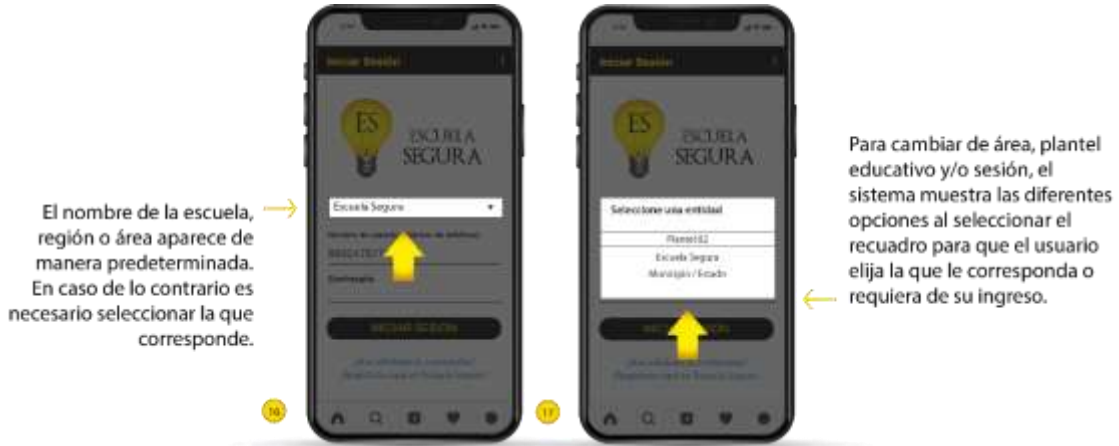 El nombre de la escuela,
región o área aparece de
manera predeterminada.
En caso de lo contrario es
necesario seleccionar la que
corresponde.
Iniciar Sesión
ES
ESCUELA
SEGURA
Escuela Segura
Contraseña
INICIAR SESIÓN
16
Iniciar Sesión
ES
ESCUELA
SEGURA
Seleccione una entidad
Plantel 02
Escuela Segura
Municipio / Estado
17
Para cambiar de área, plantel
educativo y/o sesión, el
sistema muestra las diferentes
opciones al seleccionar el
recuadro para que el usuario
elija la que le corresponda o
requiera de su ingreso.